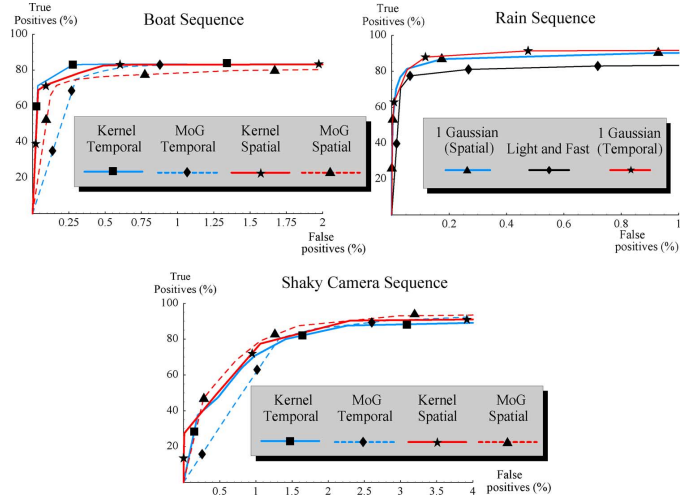 Boat Sequence
True
Positives (%)
100
80
60
40
20
0.25 0.5 0.75 1 1.25 1.5 1.75 2
False
positives (%)
Kernel Temporal
MoG Temporal
Kernel Spatial
MoG Spatial
Rain Sequence
True
Positives (%)
100
80
60
40
20
0.2 0.4 0.6 0.8 1
False
positives (%)
1 Gaussian (Spatial)
Light and Fast
1 Gaussian (Temporal)
Shaky Camera Sequence
True
Positives (%)
100
80
60
40
20
0.5 1 1.5 2 2.5 3 3.5 4
False
positives (%)
Kernel Temporal
MoG Temporal
Kernel Spatial
MoG Spatial